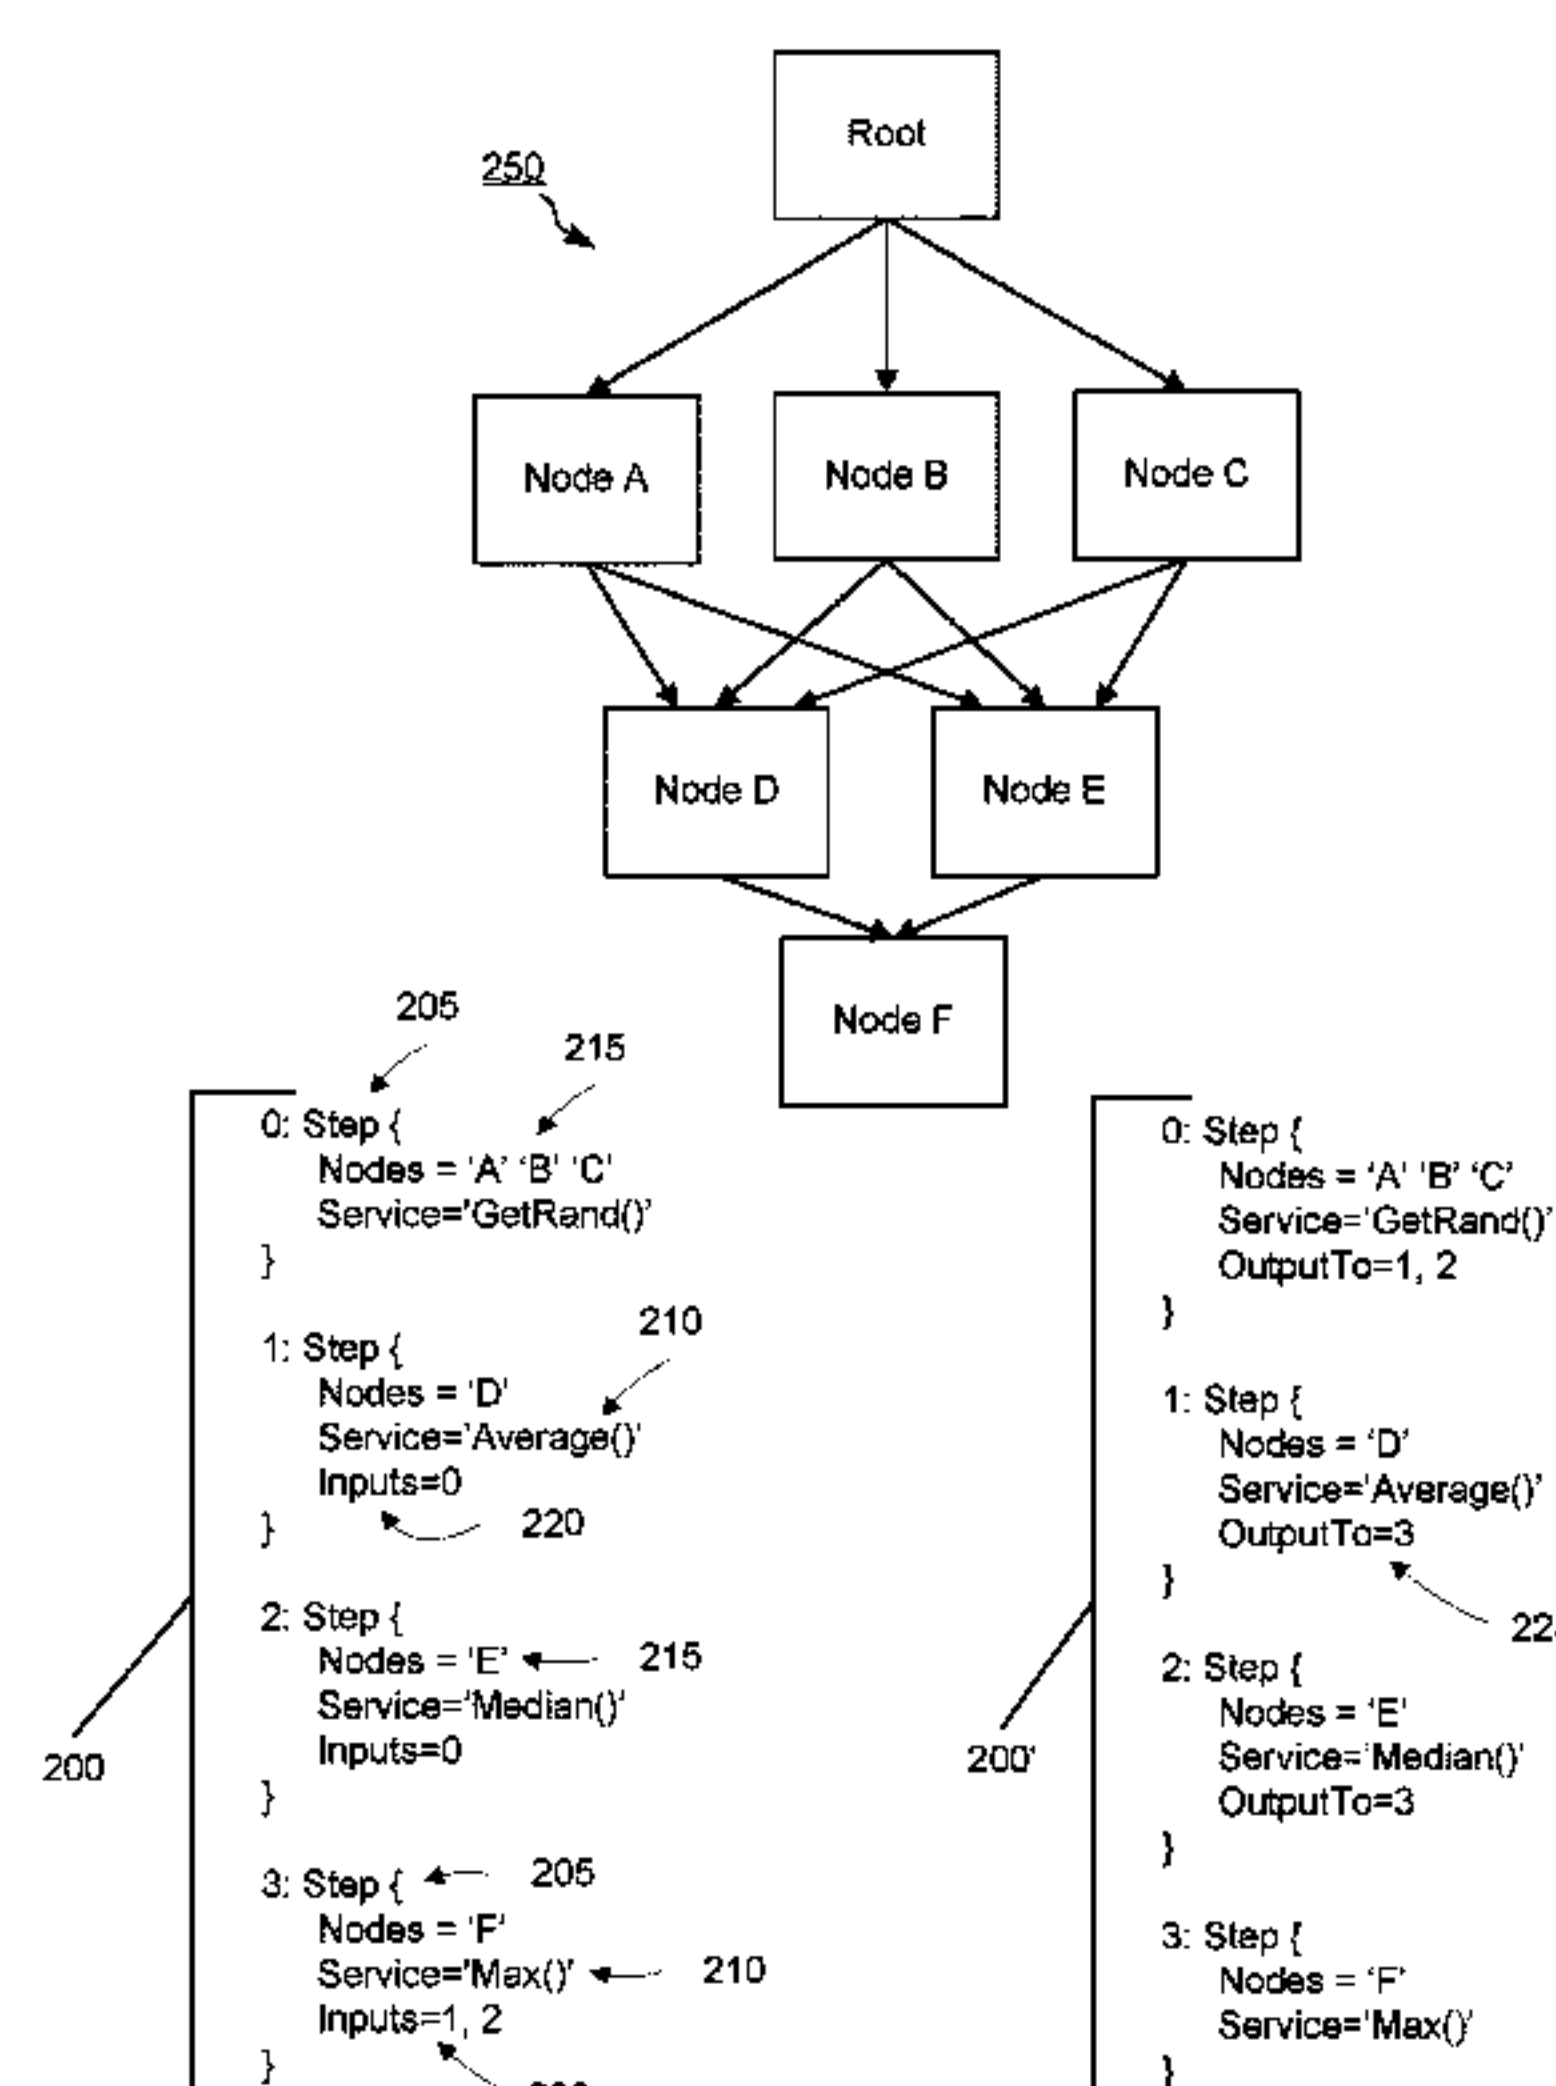 Root
250
Node A
Node B
Node C
Node D
Node E
Node F
205
215
0: Step {
Nodes = 'A' 'B' 'C'
Service='GetRand()'
}
210
1: Step {
Nodes = 'D'
Service='Average()'
Inputs=0
}
220
2: Step {
Nodes = 'E'
215
Service='Median()'
Inputs=0
}
200
3: Step {
205
Nodes = 'F'
Service='Max()'
210
Inputs=1, 2
}
0: Step {
Nodes = 'A' 'B' 'C'
Service='GetRand()'
OutputTo=1, 2
}
1: Step {
Nodes = 'D'
Service='Average()'
OutputTo=3
}
2: Step {
Nodes = 'E'
Service='Median()'
OutputTo=3
}
200'
3: Step {
Nodes = 'F'
Service='Max()'
}